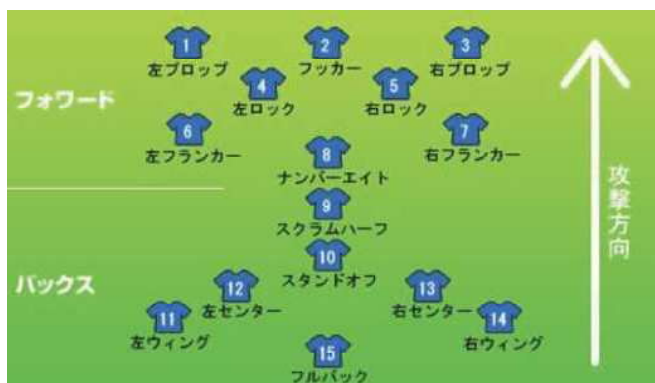 1 2 3
左プロップ フッカー 右プロップ
4 5
フォワード 左ロック 右ロック
6 7
左フランカー 右フランカー
8
ナンバーエイト
9
スクラムハーフ
10
スタンドオフ
バックス
12 13
左センター 右センター
11 14
左ウィング 右ウィング
15
フルバック
攻撃方向